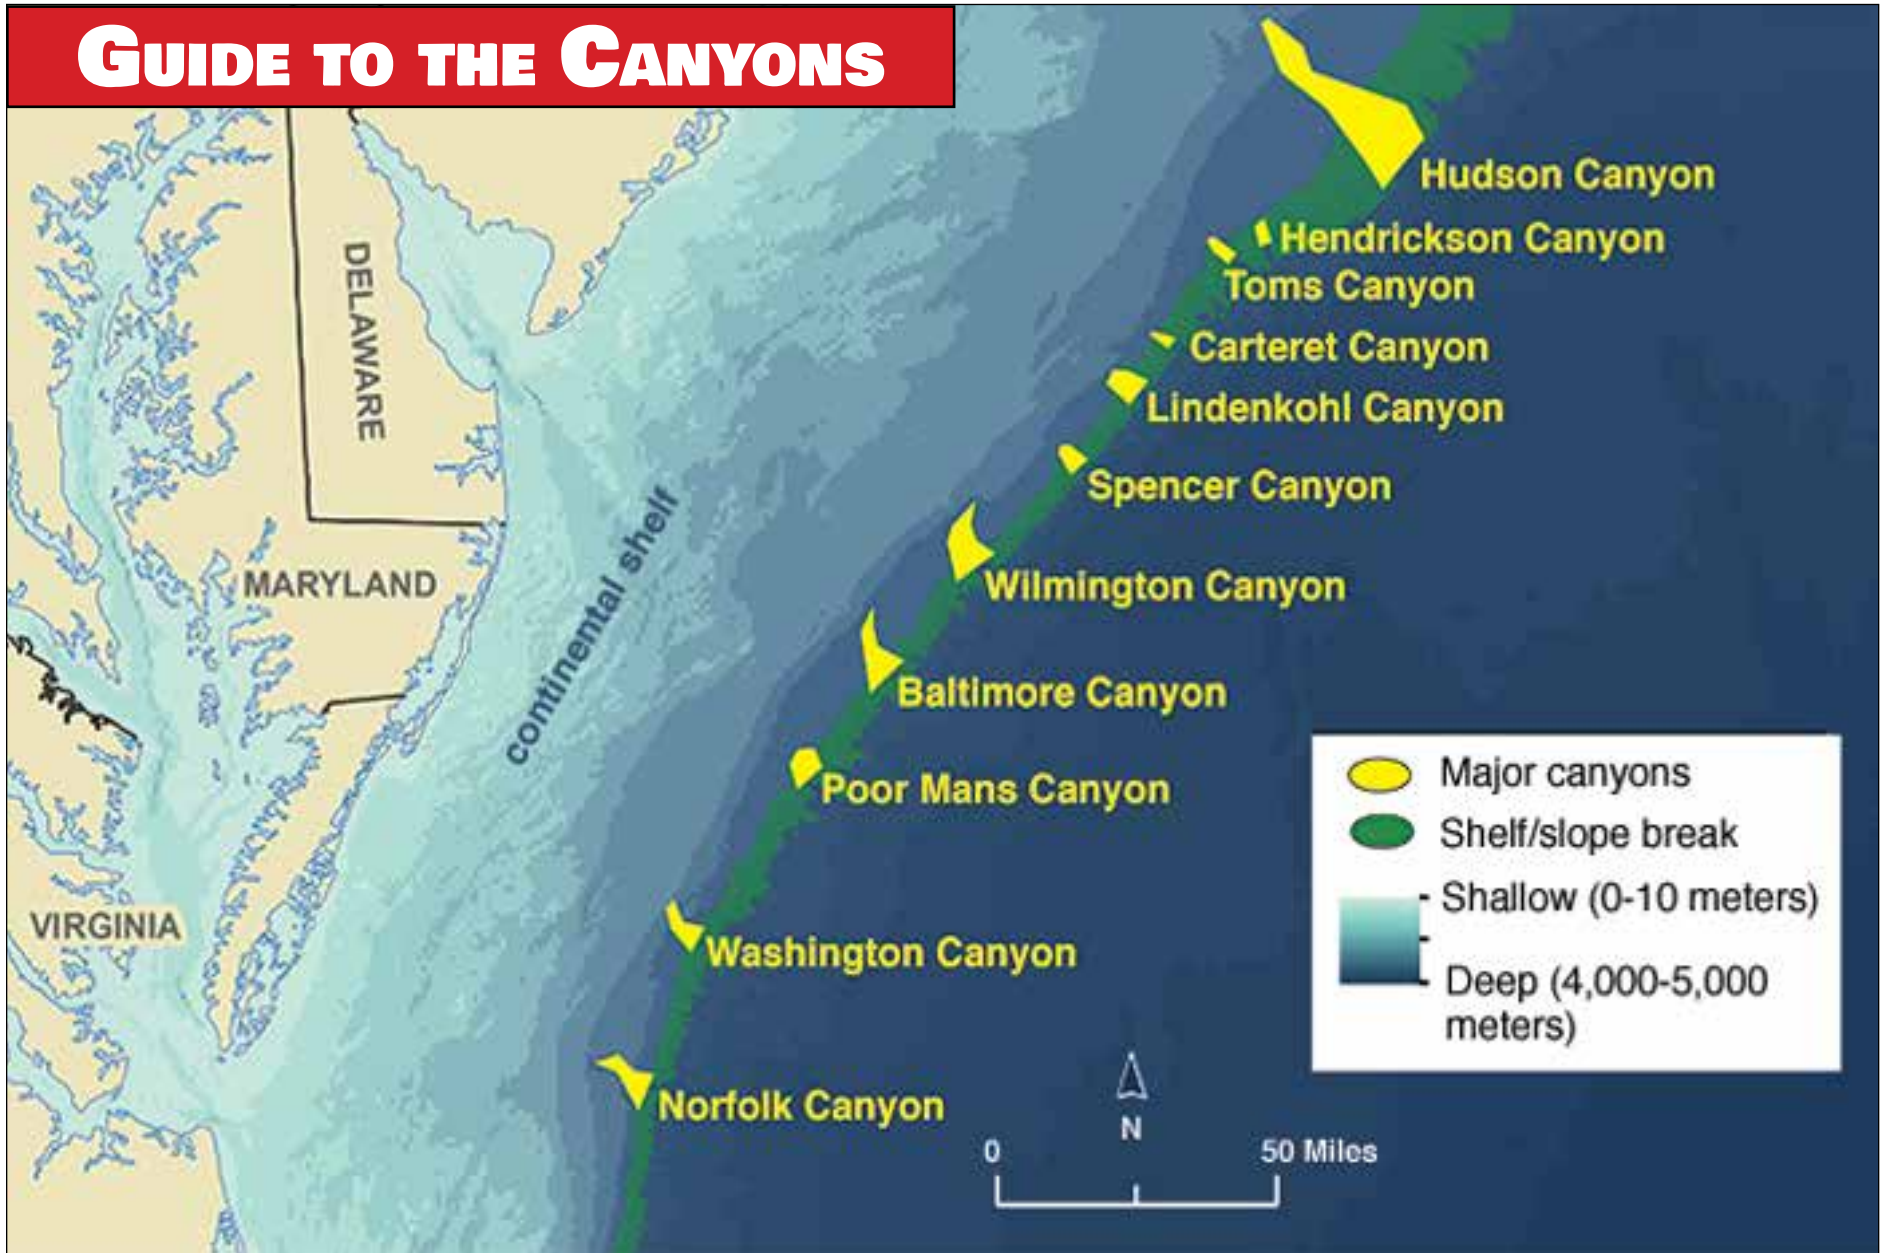 GUIDE TO THE CANYONS
Hudson Canyon
Hendrickson Canyon
Toms Canyon
DELAWARE
Carteret Canyon
Lindenkohl Canyon
Spencer Canyon
continental shelf
MARYLAND
Wilmington Canyon
Baltimore Canyon
Poor Mans Canyon
VIRGINIA
Washington Canyon
Norfolk Canyon
Major canyons
Shelf/slope break
Shallow (0-10 meters)
Deep (4,000-5,000
meters)
N
0 50 Miles